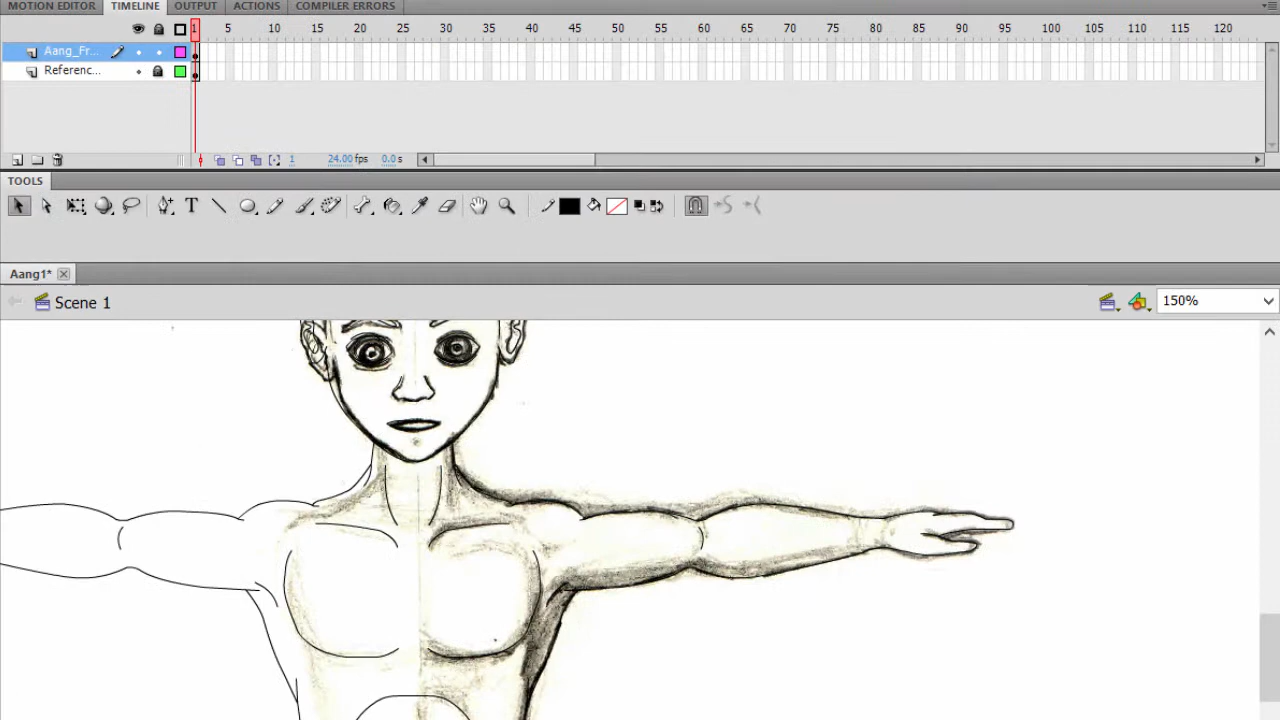 MOTION EDITOR TIMELINE OUTPUT ACTIONS COMPILER ERRORS
1 5 10 15 20 25 30 35 40 45 50 55 60 65 70 75 80 85 90 95 100 105 110 115 120
Aang_Fr...
Referenc...
1 24.00 fps 0.0 s
TOOLS
T
Aang1*
Scene 1
150%